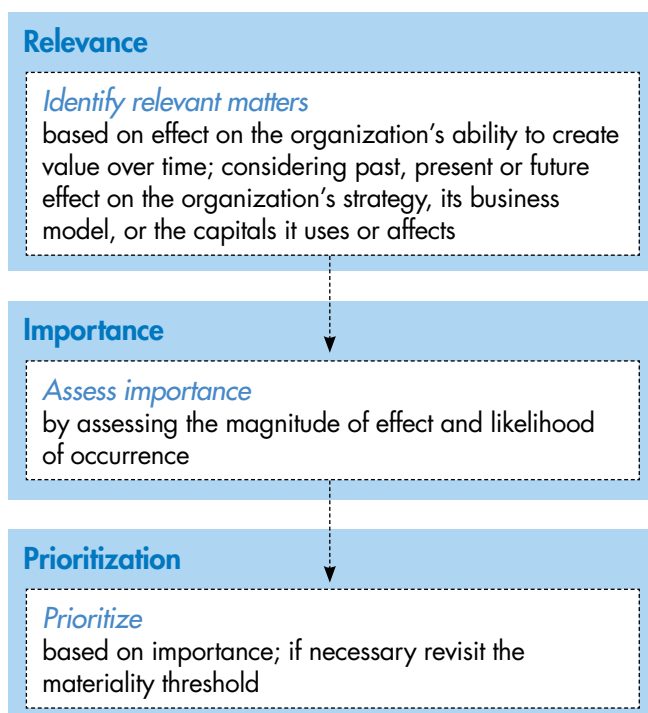 Relevance
Identify relevant matters
based on effect on the organization’s ability to create
value over time; considering past, present or future
effect on the organization’s strategy, its business
model, or the capitals it uses or affects
Importance
Assess importance
by assessing the magnitude of effect and likelihood
of occurrence
Prioritization
Prioritize
based on importance; if necessary revisit the
materiality threshold